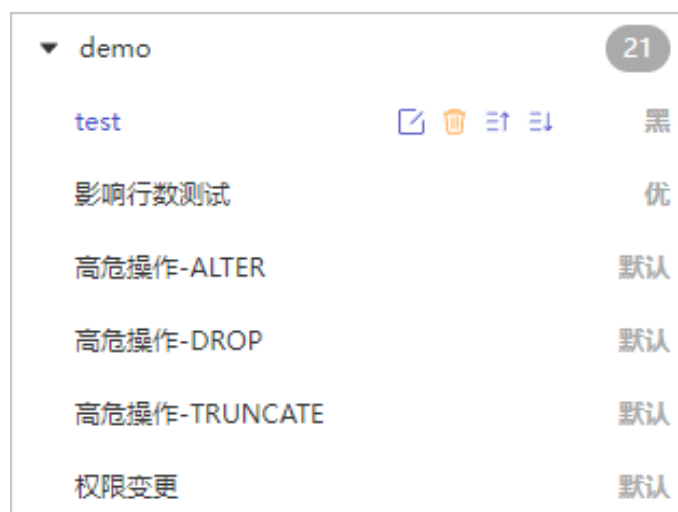 demo 21
test 黑
影响行数测试 优
高危操作-ALTER 默认
高危操作-DROP 默认
高危操作-TRUNCATE 默认
权限变更 默认